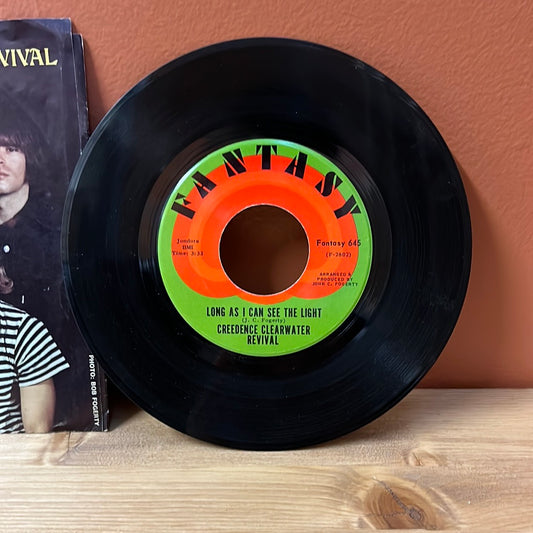 VIVAL
PHOTO: BOB FOGERTY
FANTASY
Jondora
BMI
Time: 3:33
Fantasy 645
(F-2602)
ARRANGED &
PRODUCED BY
JOHN C. FOGERTY
LONG AS I CAN SEE THE LIGHT
(J. C. Fogerty)
CREEDENCE CLEARWATER
REVIVAL